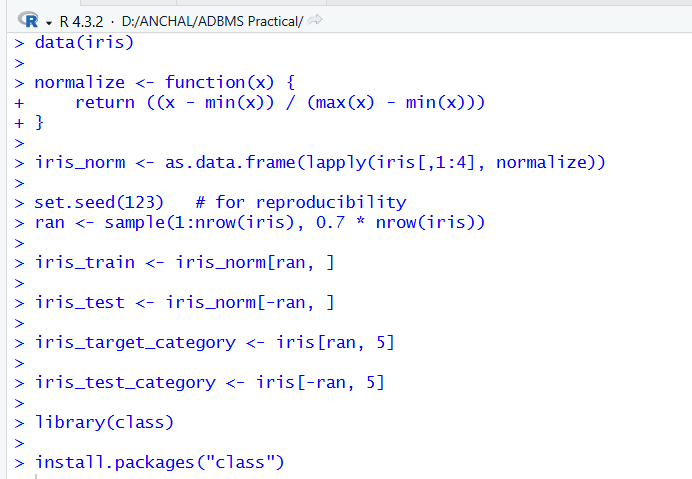 R 4.3.2 · D:/ANCHAL/ADBMS Practical/
> data(iris)
>
> normalize <- function(x) {
+     return ((x - min(x)) / (max(x) - min(x)))
+ }
>
> iris_norm <- as.data.frame(lapply(iris[,1:4], normalize))
>
> set.seed(123)   # for reproducibility
> ran <- sample(1:nrow(iris), 0.7 * nrow(iris))
>
> iris_train <- iris_norm[ran, ]
>
> iris_test <- iris_norm[-ran, ]
>
> iris_target_category <- iris[ran, 5]
>
> iris_test_category <- iris[-ran, 5]
>
> library(class)
>
> install.packages("class")